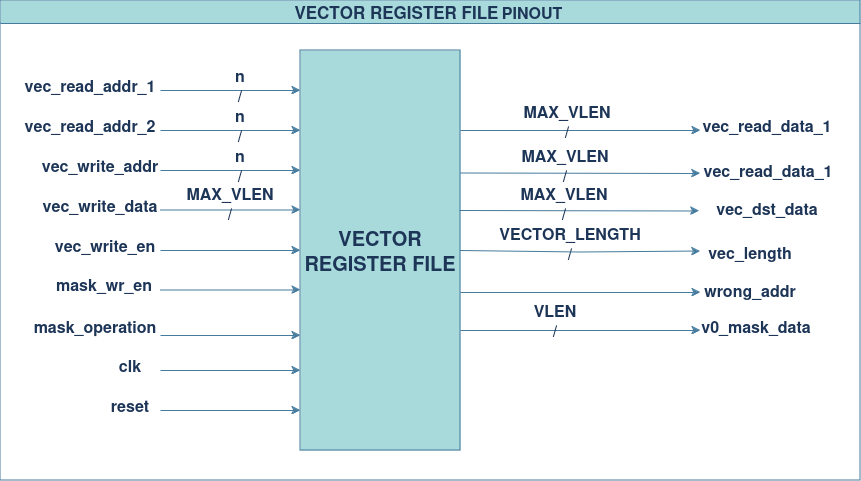 VECTOR REGISTER FILE PINOUT
vec_read_addr_1
n
vec_read_addr_2
n
vec_write_addr
n
vec_write_data
MAX_VLEN
vec_write_en
mask_wr_en
mask_operation
clk
reset
VECTOR
REGISTER FILE
MAX_VLEN
vec_read_data_1
MAX_VLEN
vec_read_data_1
MAX_VLEN
vec_dst_data
VECTOR_LENGTH
vec_length
wrong_addr
VLEN
v0_mask_data